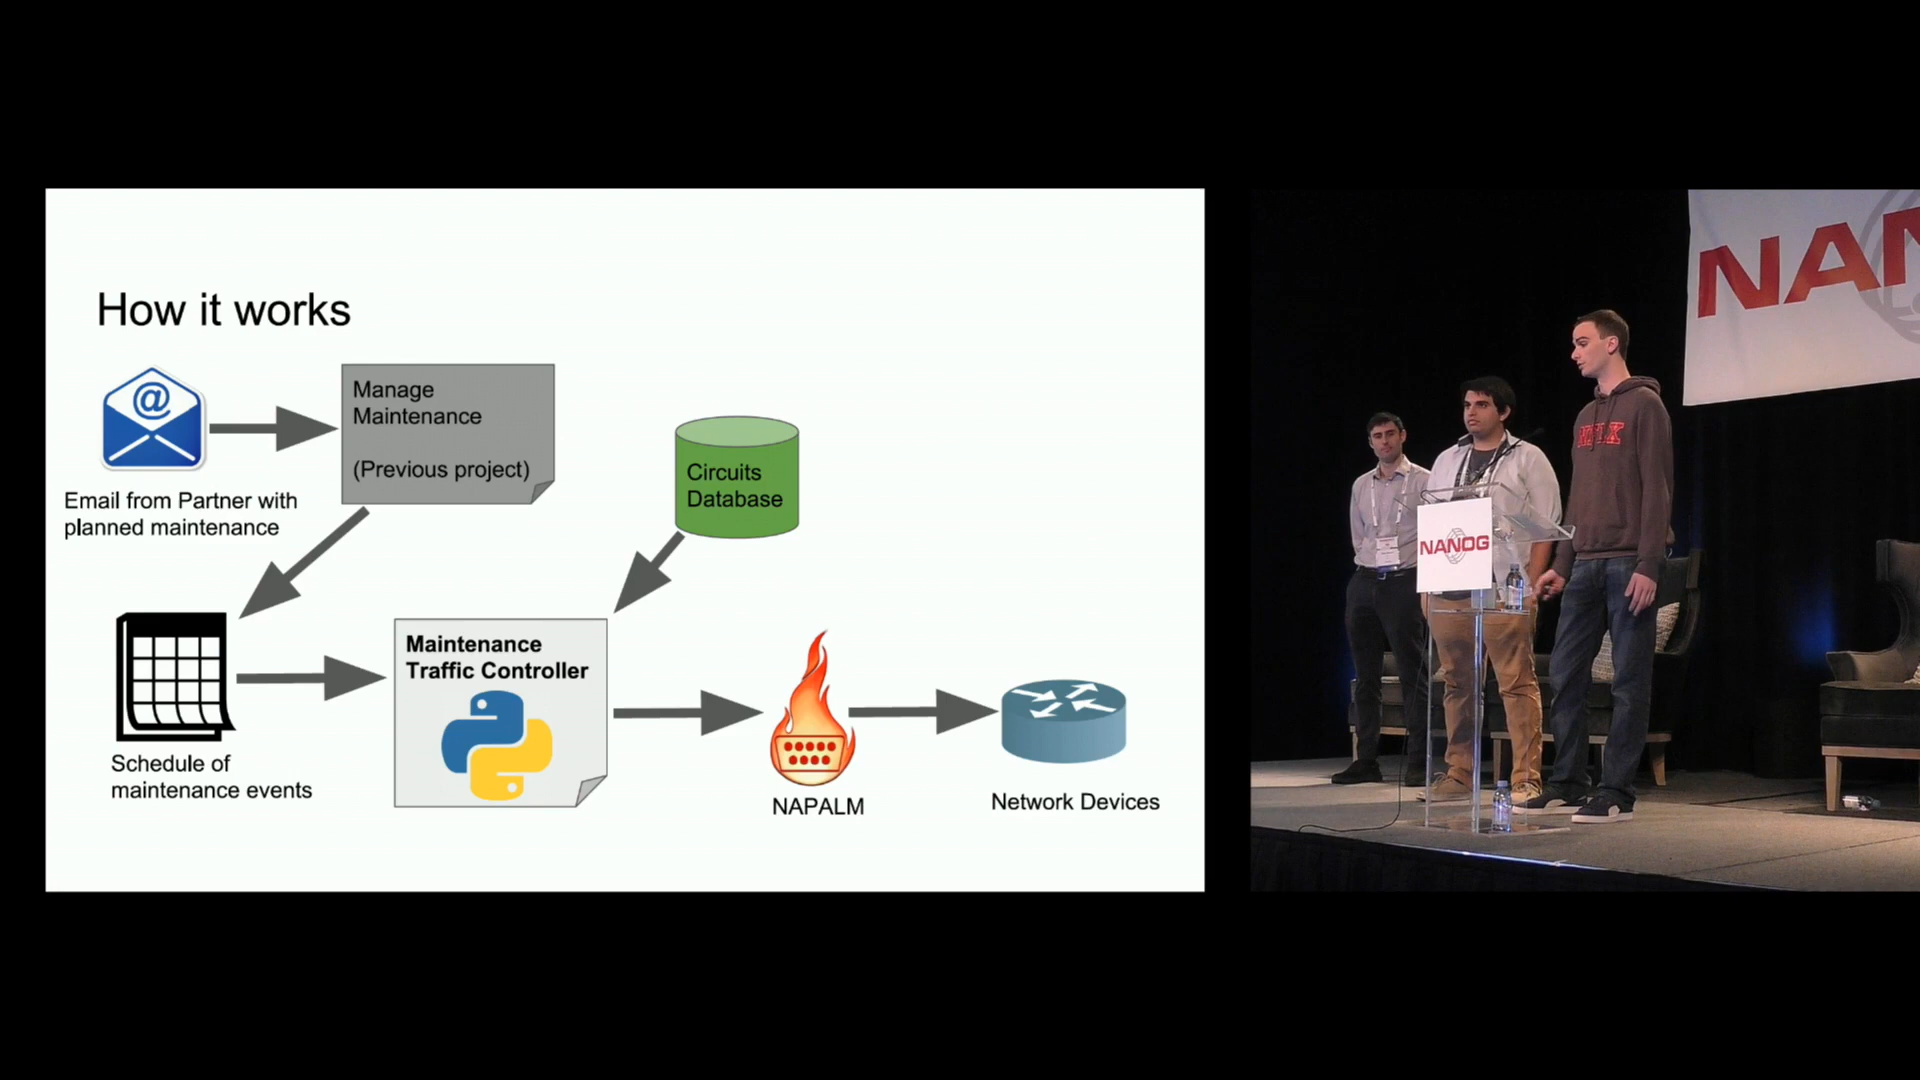 How it works
@
Manage
Maintenance
(Previous project)
Email from Partner with
planned maintenance
Circuits
Database
Schedule of
maintenance events
Maintenance
Traffic Controller
NAPALM
Network Devices
NANOG